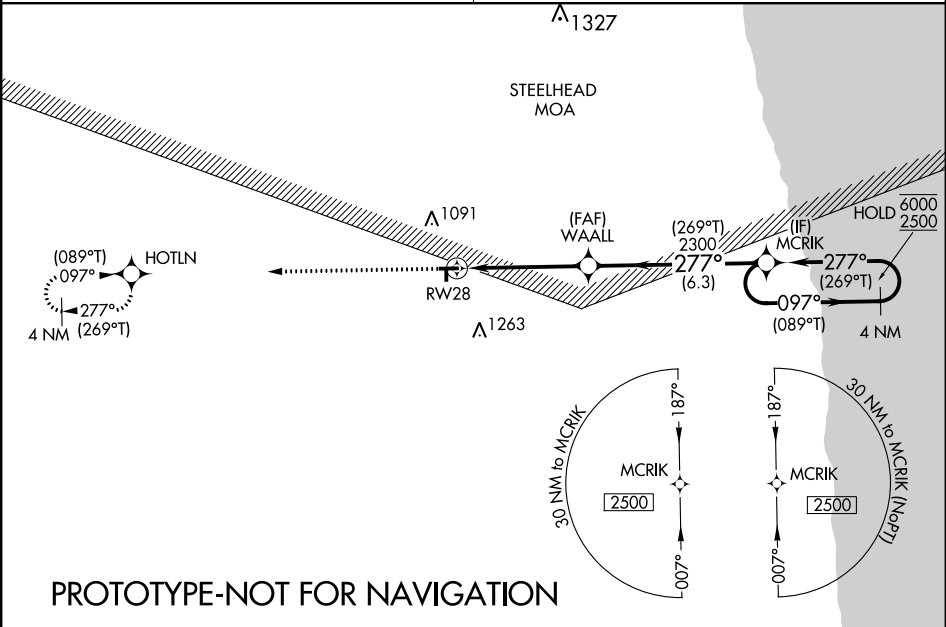 1327
STEELHEAD
MOA
1091
(FAF)
WAALL
(269°T)
2300
277°
(6.3)
(IF)
MCRIK
HOLD 6000
2500
277°
(269°T)
097°
(089°T)
4 NM
(089°T)
097°
HOTLN
277°
4 NM (269°T)
RW28
1263
30 NM to MCRIK
187°
MCRIK
2500
007°
187°
MCRIK
2500
007°
30 NM to MCRIK (NoPT)
PROTOTYPE-NOT FOR NAVIGATION